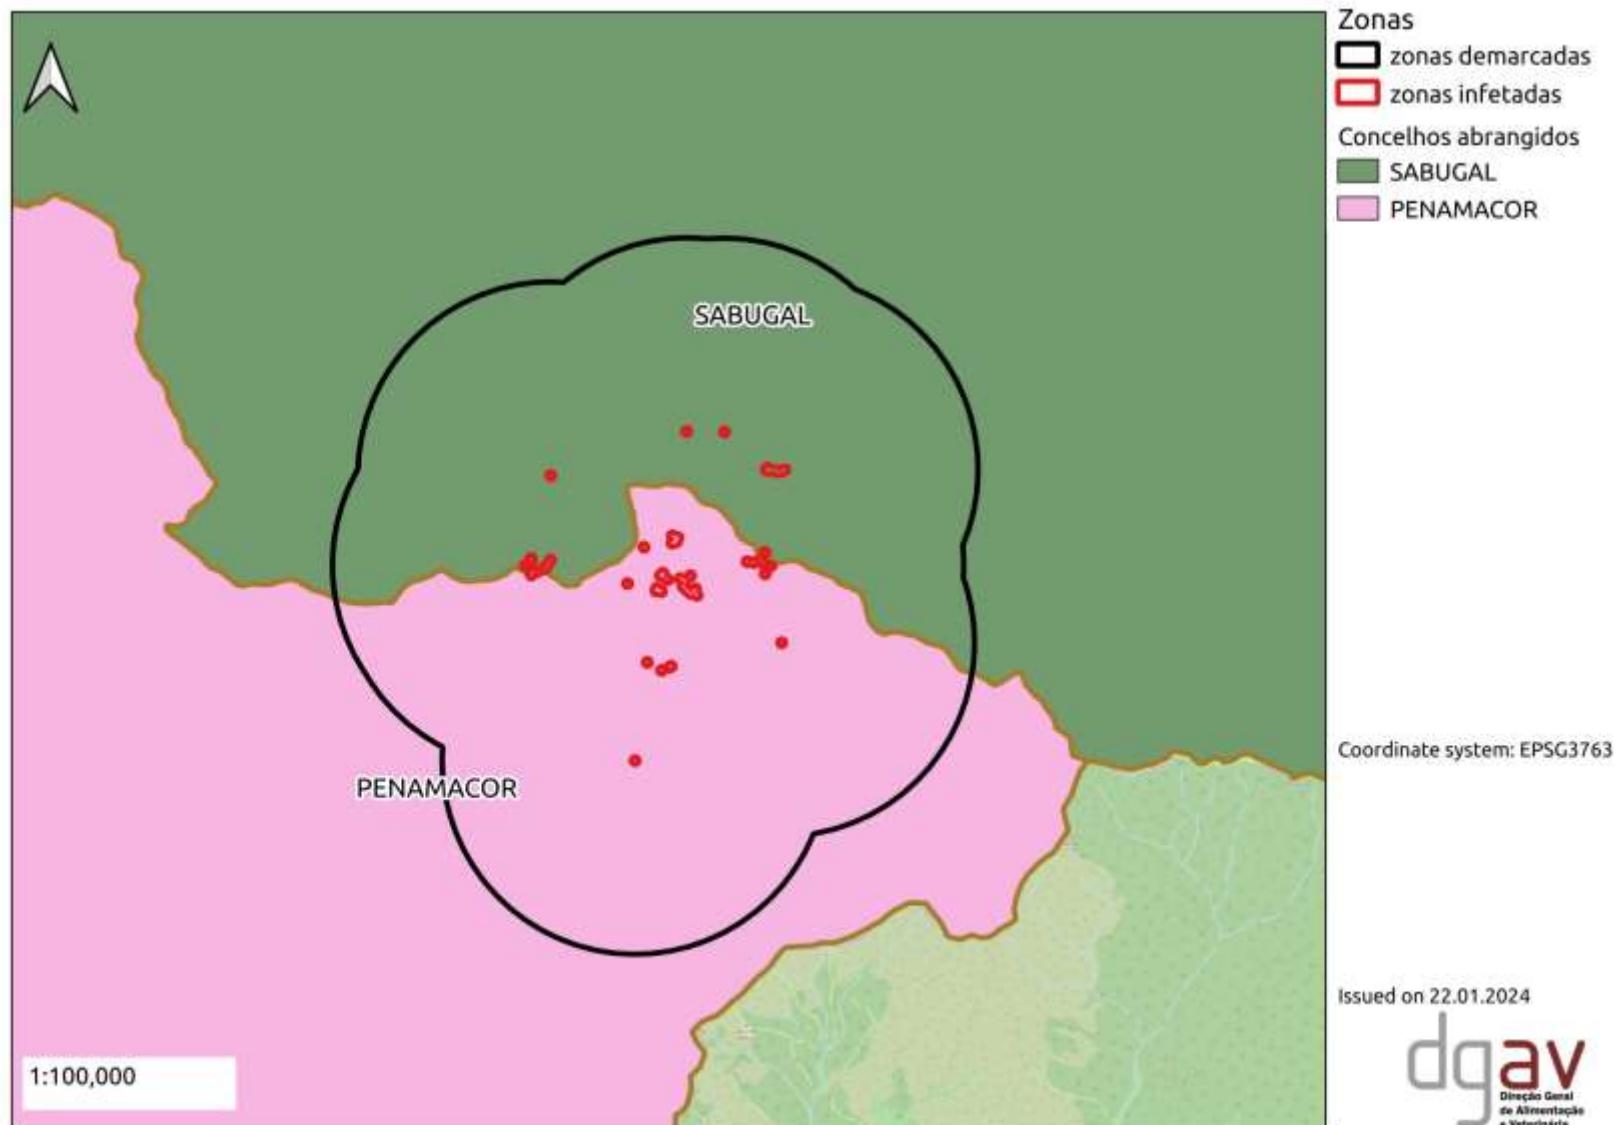 Zonas
zonas demarcadas
zonas infetadas
Concelhos abrangidos
SABUGAL
PENAMACOR
SABUGAL
PENAMACOR
Coordinate system: EPSG3763
Issued on 22.01.2024
1:100,000
dgav
Direção Geral
de Alimentação
e Veterinária